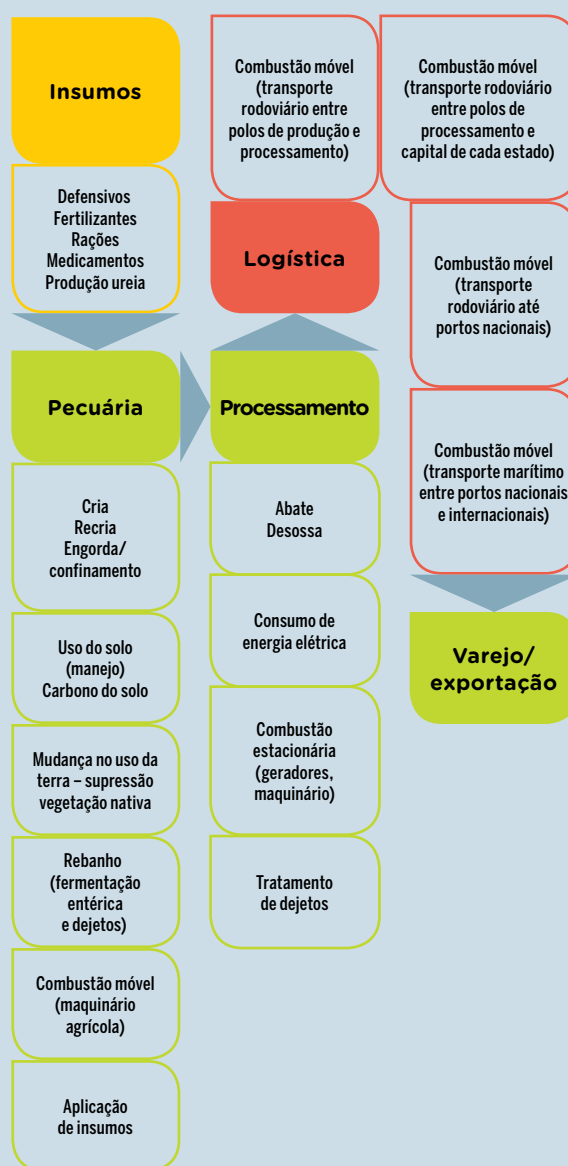 Insumos
Defensivos
Fertilizantes
Rações
Medicamentos
Produção ureia
Pecuária
Cria
Recria
Engorda/
confinamento
Uso do solo
(manejo)
Carbono do solo
Mudança no uso da
terra – supressão
vegetação nativa
Rebanho
(fermentação
entérica
e dejetos)
Combustão móvel
(maquinário
agrícola)
Aplicação
de insumos
Processamento
Abate
Desossa
Consumo de
energia elétrica
Combustão
estacionária
(geradores,
maquinário)
Tratamento
de dejetos
Logística
Combustão móvel
(transporte
rodoviário entre
polos de produção e
processamento)
Combustão móvel
(transporte rodoviário
entre polos de
processamento e
capital de cada estado)
Combustão móvel
(transporte
rodoviário até
portos nacionais)
Combustão móvel
(transporte marítimo
entre portos nacionais
e internacionais)
Varejo/
exportação